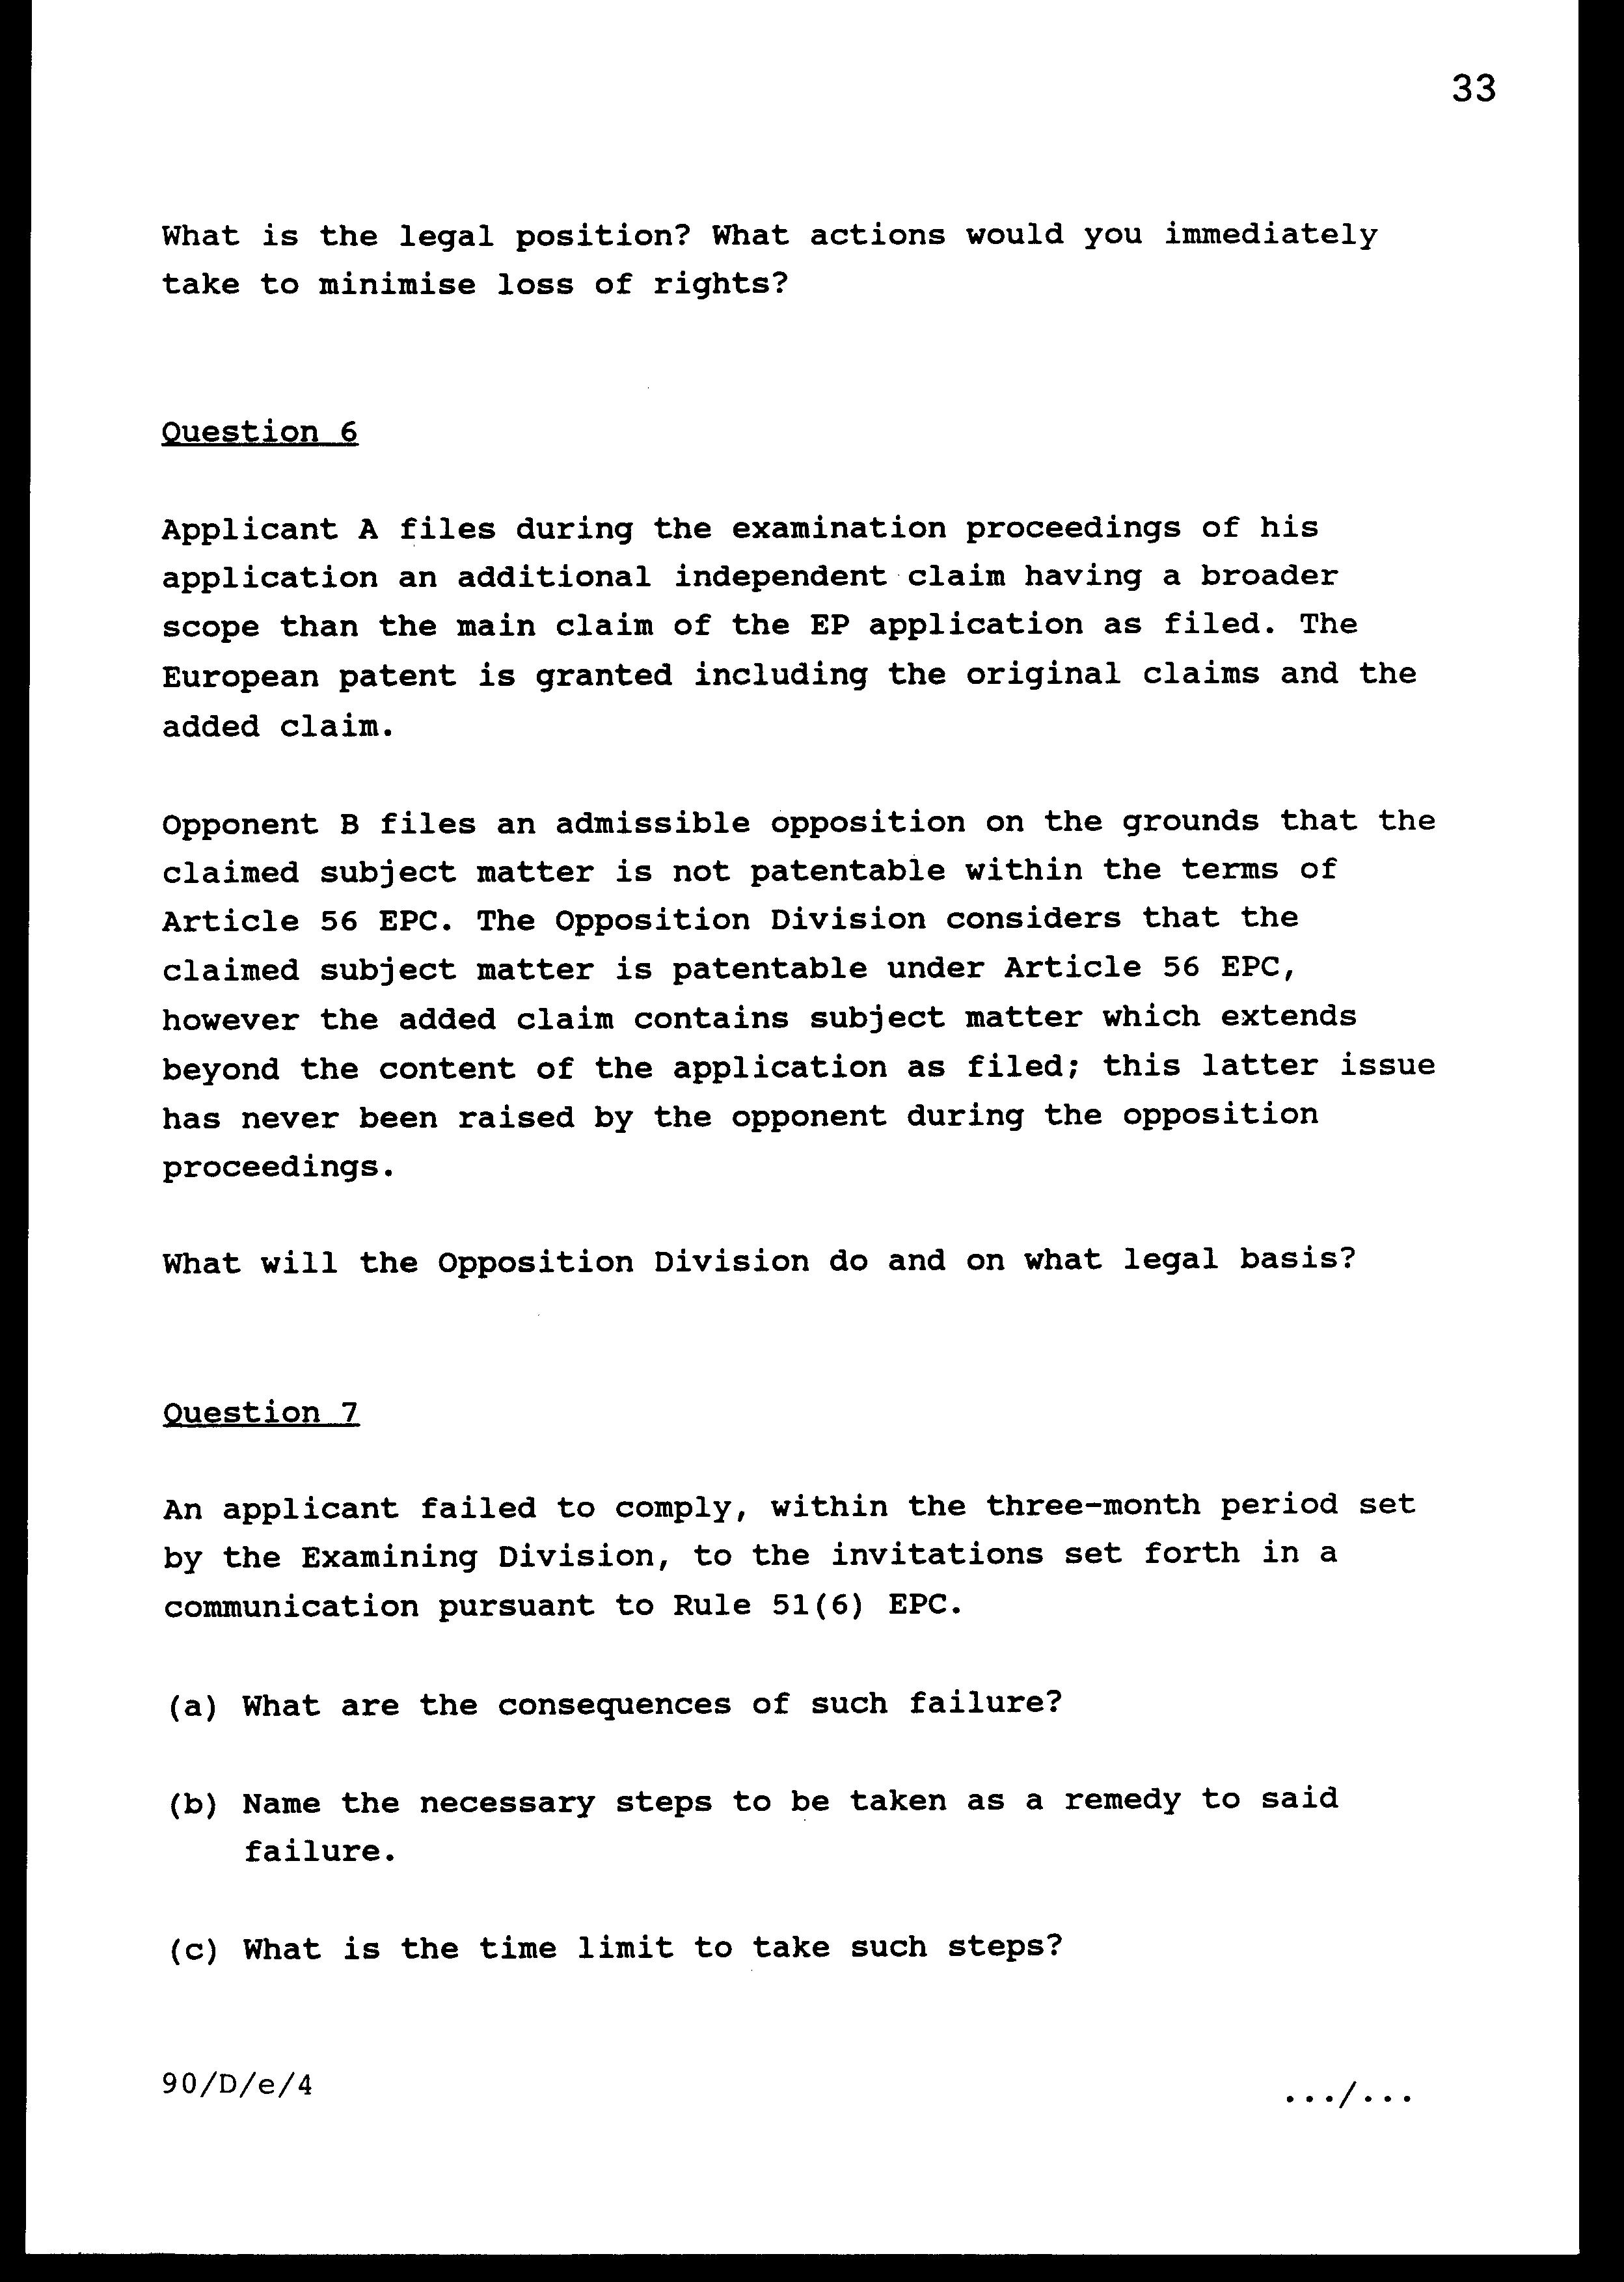 33
What is the legal position? What actions would you immediately
take to minimise loss of rights?
Question 6
Applicant A files during the examination proceedings of his
application an additional independent claim having a broader
scope than the main claim of the EP application as filed. The
European patent is granted including the original claims and the
added claim.
Opponent B files an admissible opposition on the grounds that the
claimed subject matter is not patentable within the terms of
Article 56 EPC. The Opposition Division considers that the
claimed subject matter is patentable under Article 56 EPC,
however the added claim contains subject matter which extends
beyond the content of the application as filed; this latter issue
has never been raised by the opponent during the opposition
proceedings.
What will the Opposition Division do and on what legal basis?
Question 7
An applicant failed to comply, within the three-month period set
by the Examining Division, to the invitations set forth in a
communication pursuant to Rule 51(6) EPC.
(a) What are the consequences of such failure?
(b) Name the necessary steps to be taken as a remedy to said
failure.
(c) What is the time limit to take such steps?
90/D/e/4
.../...